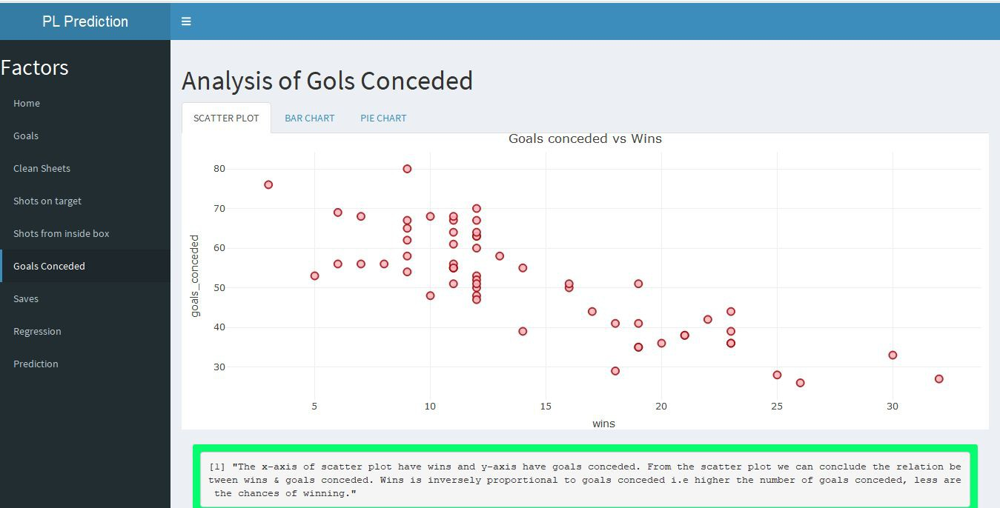 PL Prediction
Factors
Home
Goals
Clean Sheets
Shots on target
Shots from inside box
Goals Conceded
Saves
Regression
Prediction
Analysis of Gols Conceded
SCATTER PLOT BAR CHART PIE CHART
Goals conceded vs Wins
80
70
60
50
40
30
goals_conceded
5 10 15 20 25 30
wins
[1] "The x-axis of scatter plot have wins and y-axis have goals conceded. From the scatter plot we can conclude the relation be
tween wins & goals conceded. Wins is inversely proportional to goals conceded i.e higher the number of goals conceded, less are
the chances of winning."